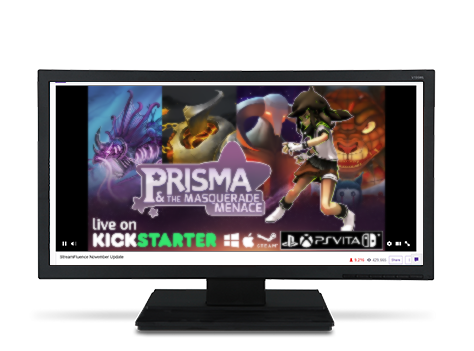 PRISMA
& THE MASQUERADE
MENACE
live on
KICKSTARTER
STEAM
PSVITA
StreamFluence November Update
Share